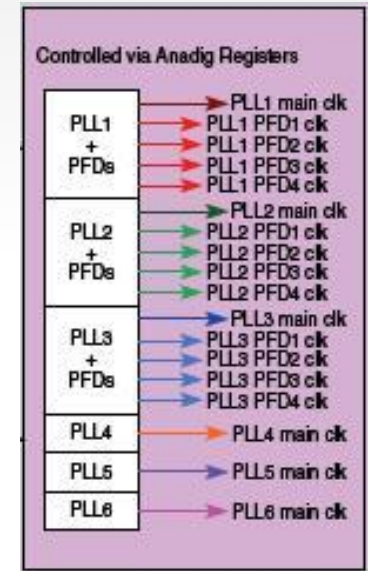 Controlled via Anadig Registers
PLL1
+
PFDs
PLL1 main clk
PLL1 PFD1 clk
PLL1 PFD2 clk
PLL1 PFD3 clk
PLL1 PFD4 clk
PLL2
+
PFDs
PLL2 main clk
PLL2 PFD1 clk
PLL2 PFD2 clk
PLL2 PFD3 clk
PLL2 PFD4 clk
PLL3
+
PFDs
PLL3 main clk
PLL3 PFD1 clk
PLL3 PFD2 clk
PLL3 PFD3 clk
PLL3 PFD4 clk
PLL4
PLL4 main clk
PLL5
PLL5 main clk
PLL6
PLL6 main clk